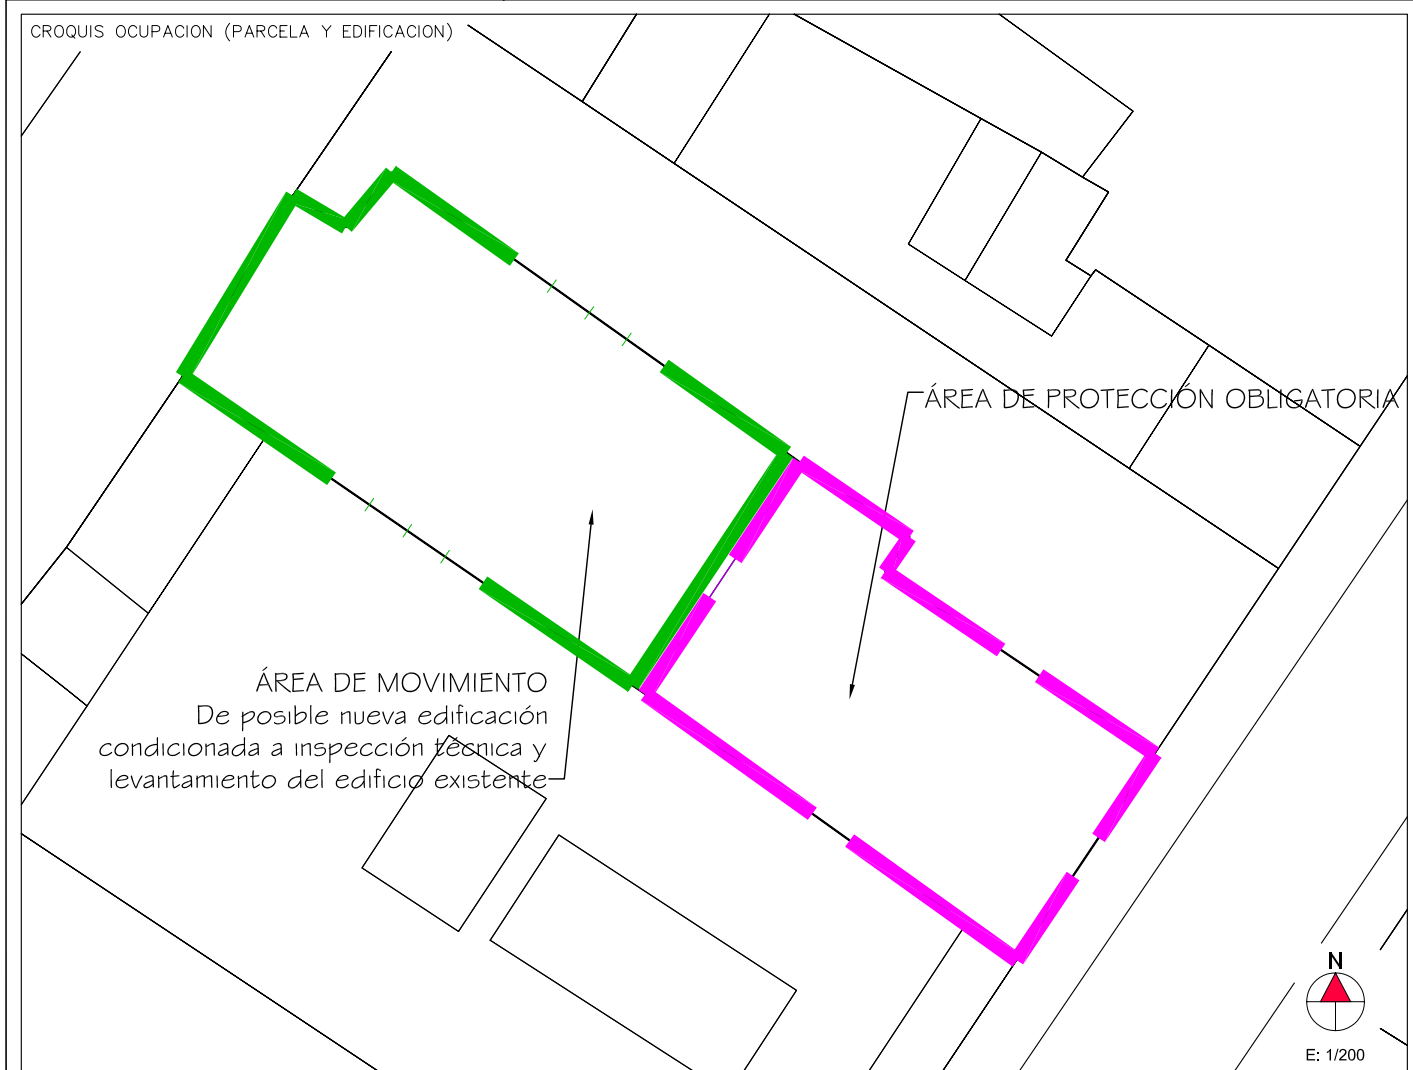 CROQUIS OCUPACION (PARCELA Y EDIFICACION)
ÁREA DE PROTECCIÓN OBLIGATORIA
ÁREA DE MOVIMIENTO
De posible nueva edificación
condicionada a inspección técnica y
levantamiento del edificio existente
N
E: 1/200